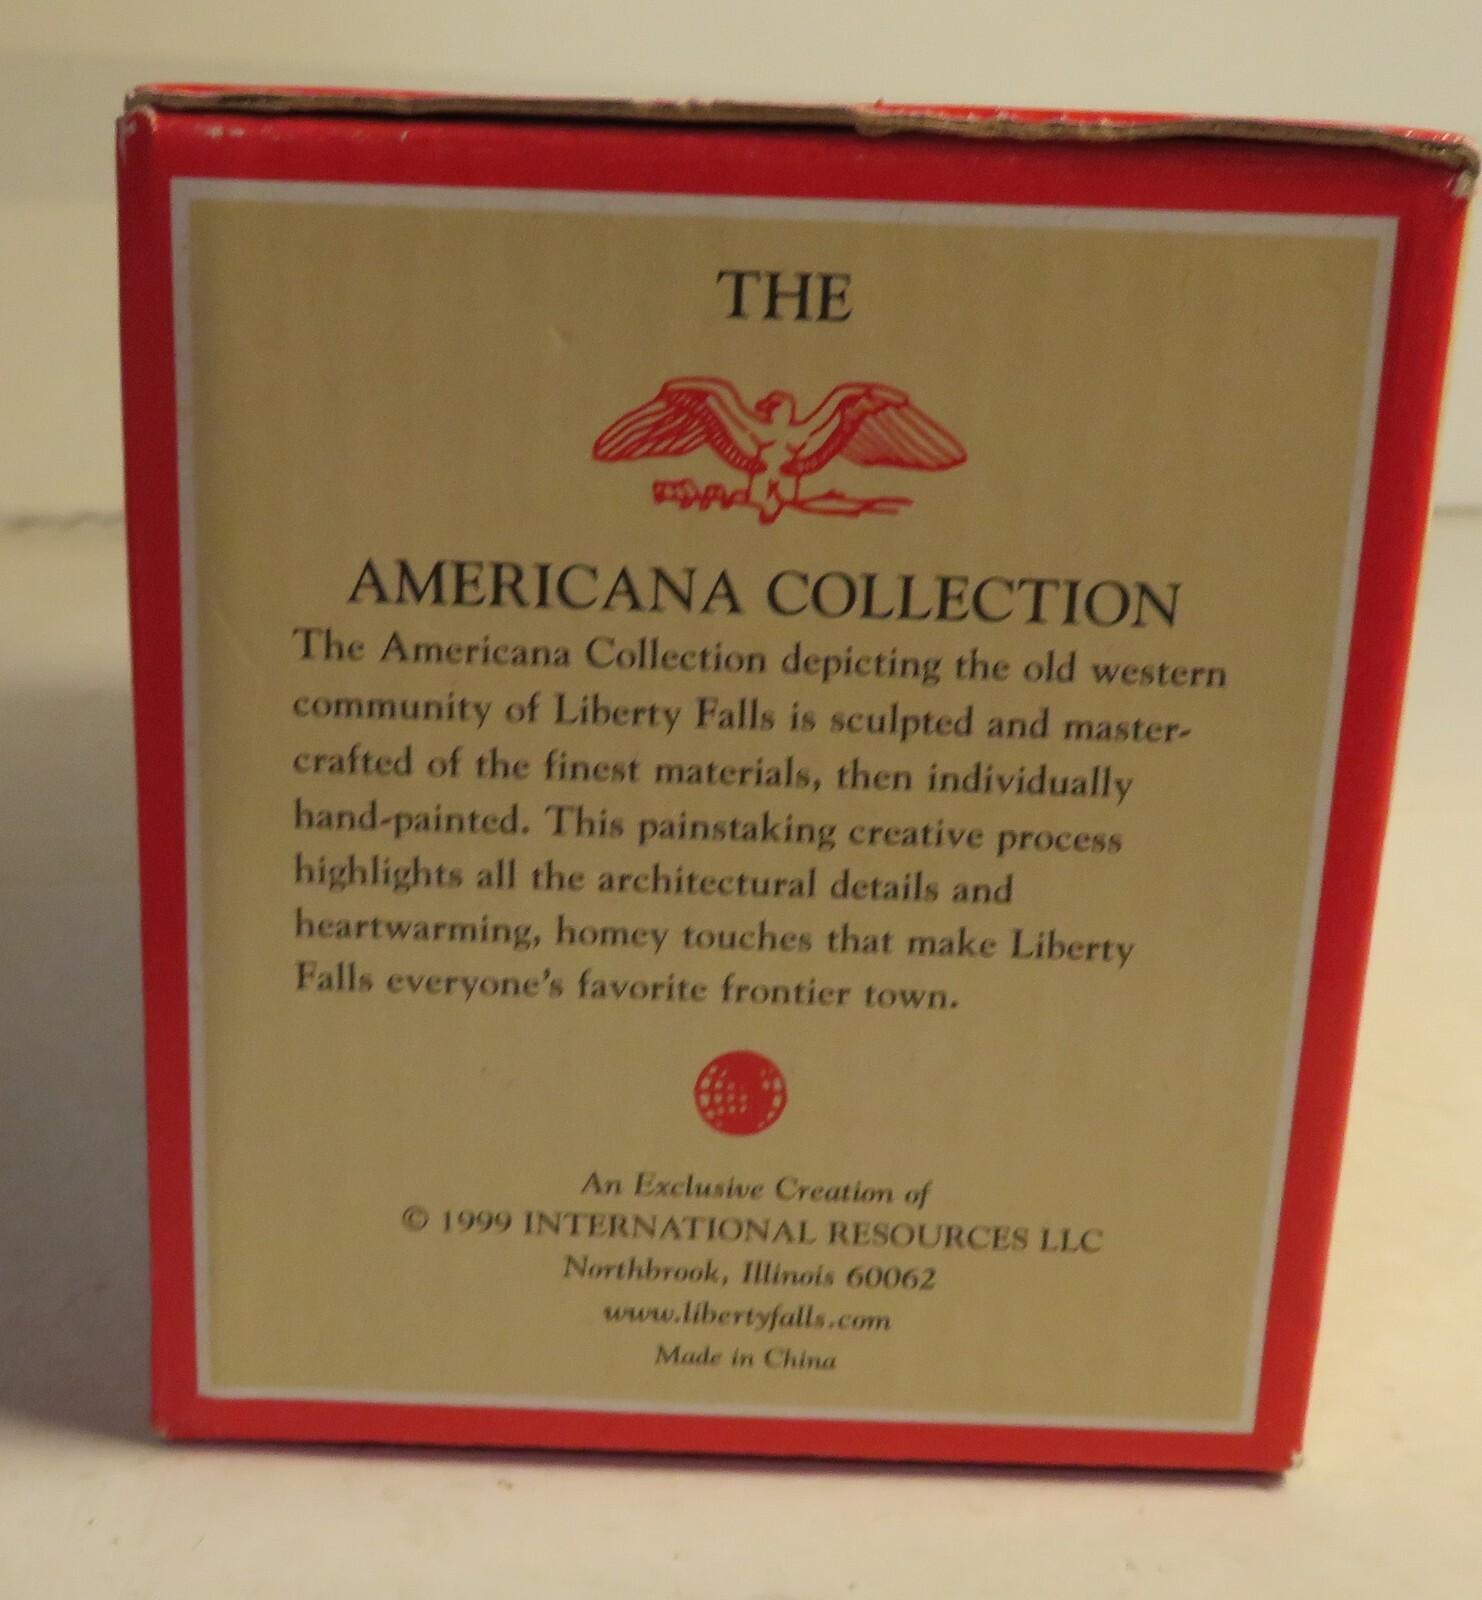 THE
AMERICANA COLLECTION
The Americana Collection depicting the old western
community of Liberty Falls is sculpted and master-
crafted of the finest materials, then individually
hand-painted. This painstaking creative process
highlights all the architectural details and
heartwarming, homey touches that make Liberty
Falls everyone's favorite frontier town.
An Exclusive Creation of
© 1999 INTERNATIONAL RESOURCES LLC
Northbrook, Illinois 60062
www.libertyfalls.com
Made in China